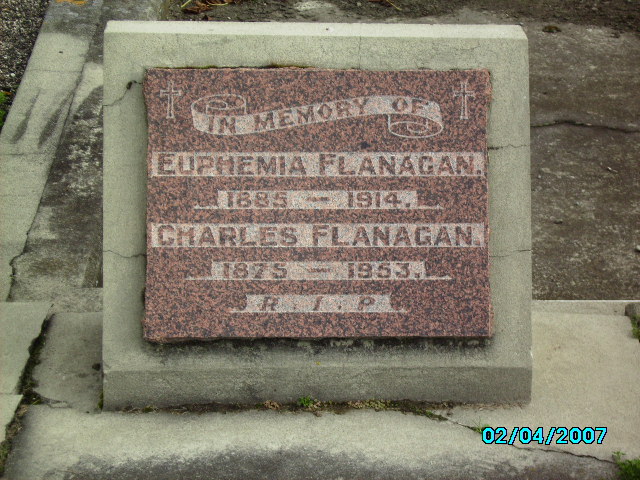 IN MEMORY OF
EUPHEMIA FLANAGAN.
1885 – 1914.
CHARLES FLANAGAN.
1875 – 1953.
R. I. P.
02/04/2007